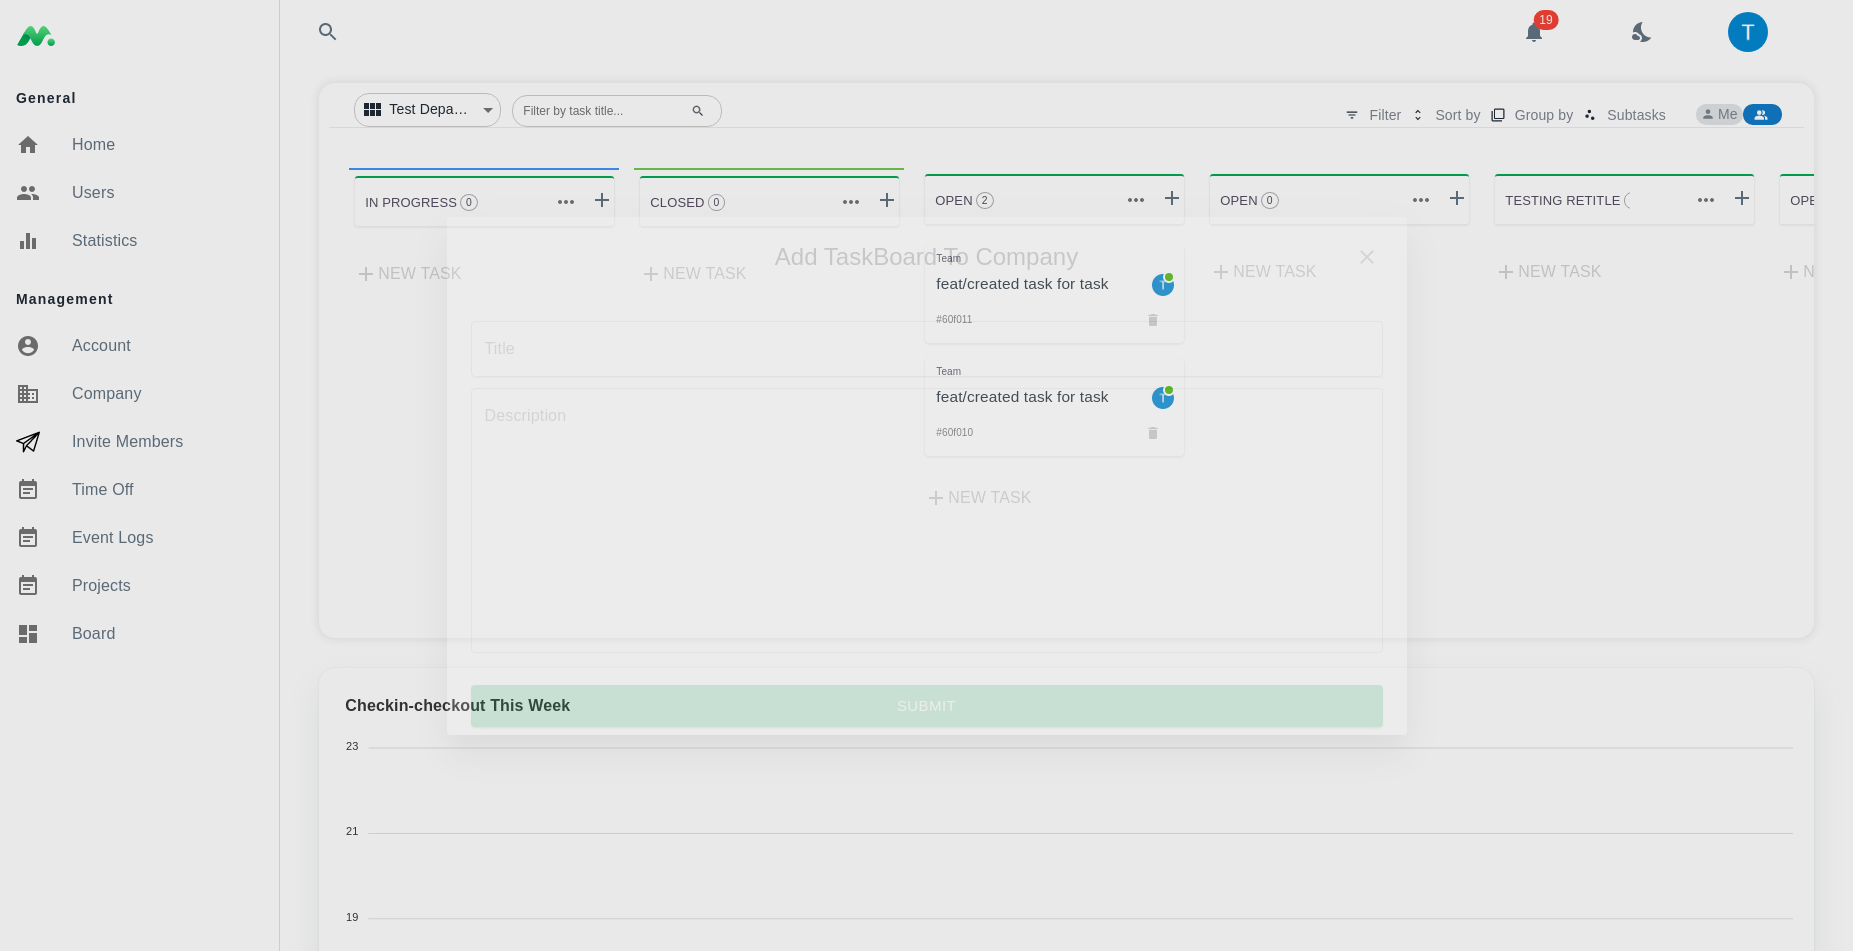 General
Home
Users
Statistics
Management
Account
Company
Invite Members
Time Off
Event Logs
Projects
Board
19
T
Test Depa...
Filter by task title...
Filter
Sort by
Group by
Subtasks
Me
IN PROGRESS 0
CLOSED 0
OPEN 2
OPEN 0
TESTING RETITLE
OPE
NEW TASK
NEW TASK
NEW TASK
NEW TASK
N
Add TaskBoard To Company
Team
feat/created task for task
T
#60f011
Title
Team
feat/created task for task
T
#60f010
Description
NEW TASK
SUBMIT
Checkin-checkout This Week
23
21
19